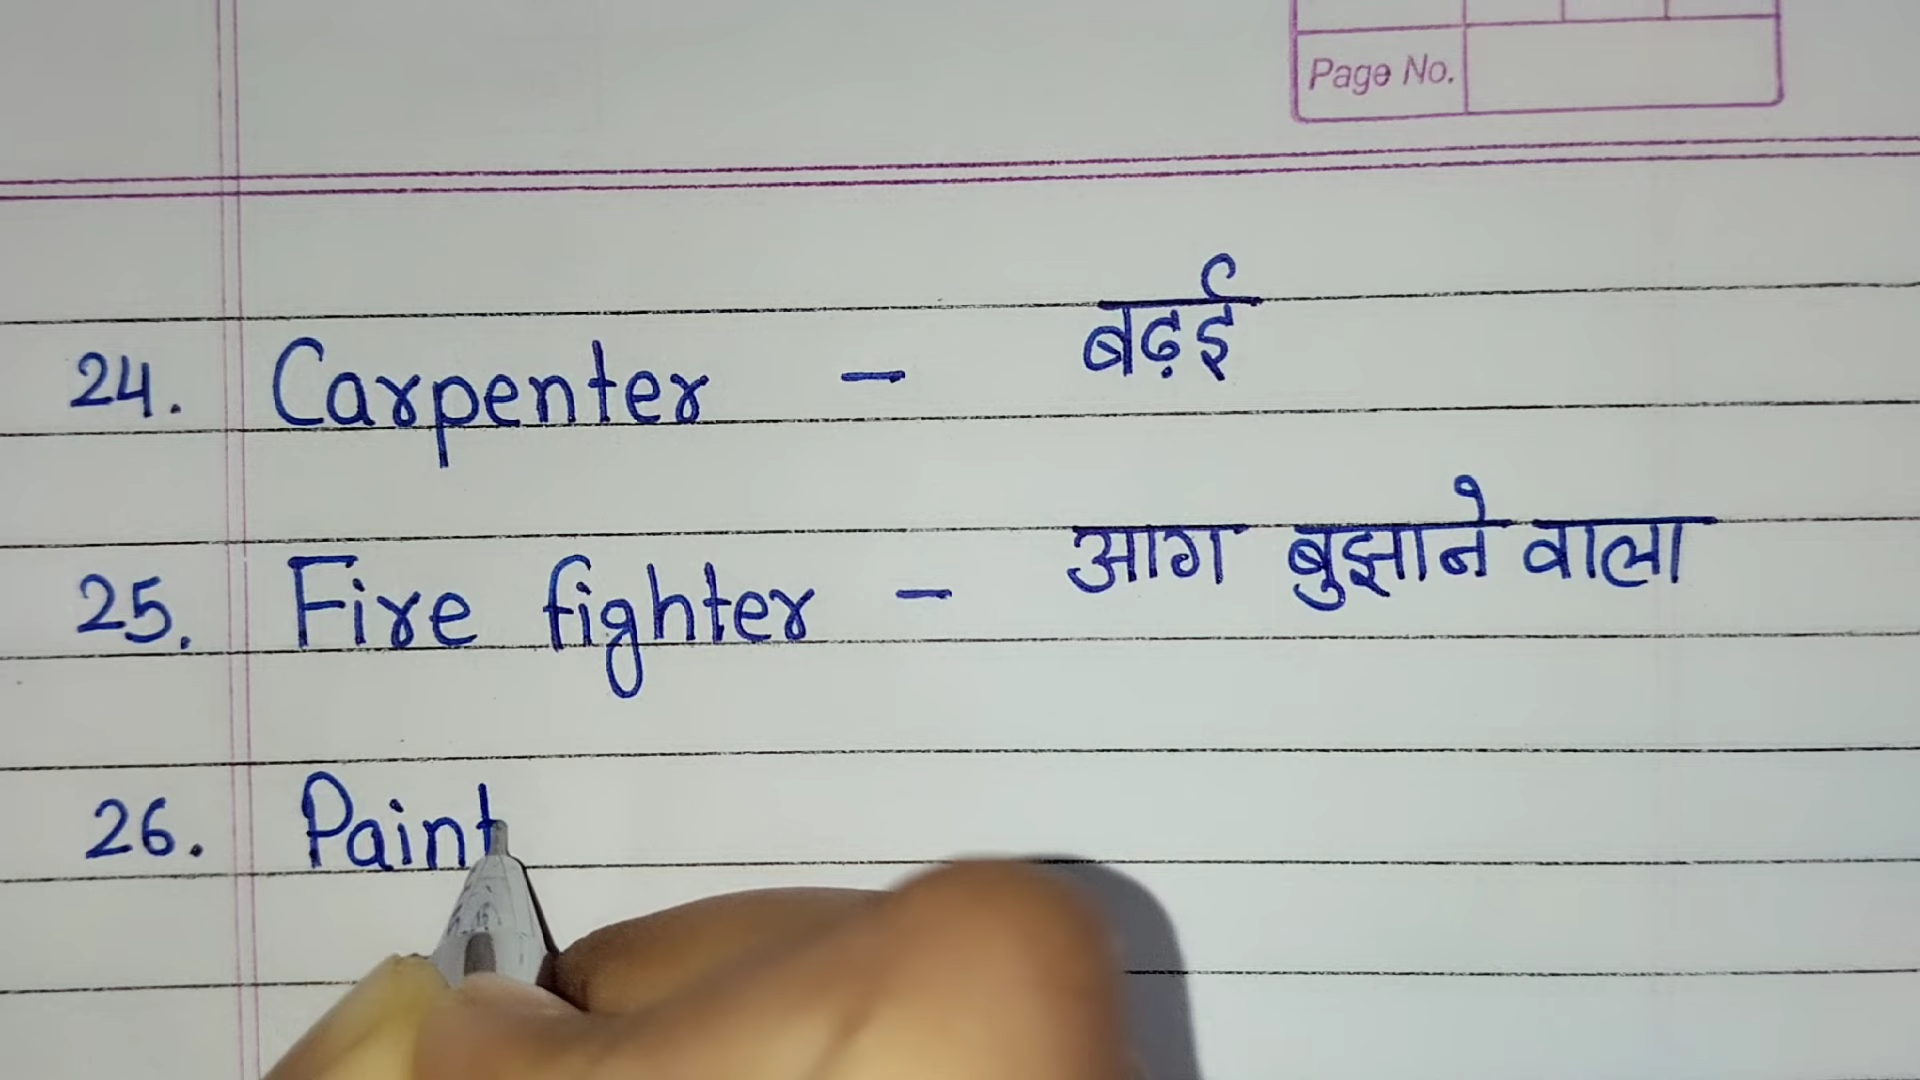 Page No.
24. Carpenter - बढ़ई
25. Fire fighter - आग बुझाने वाला
26. Paint